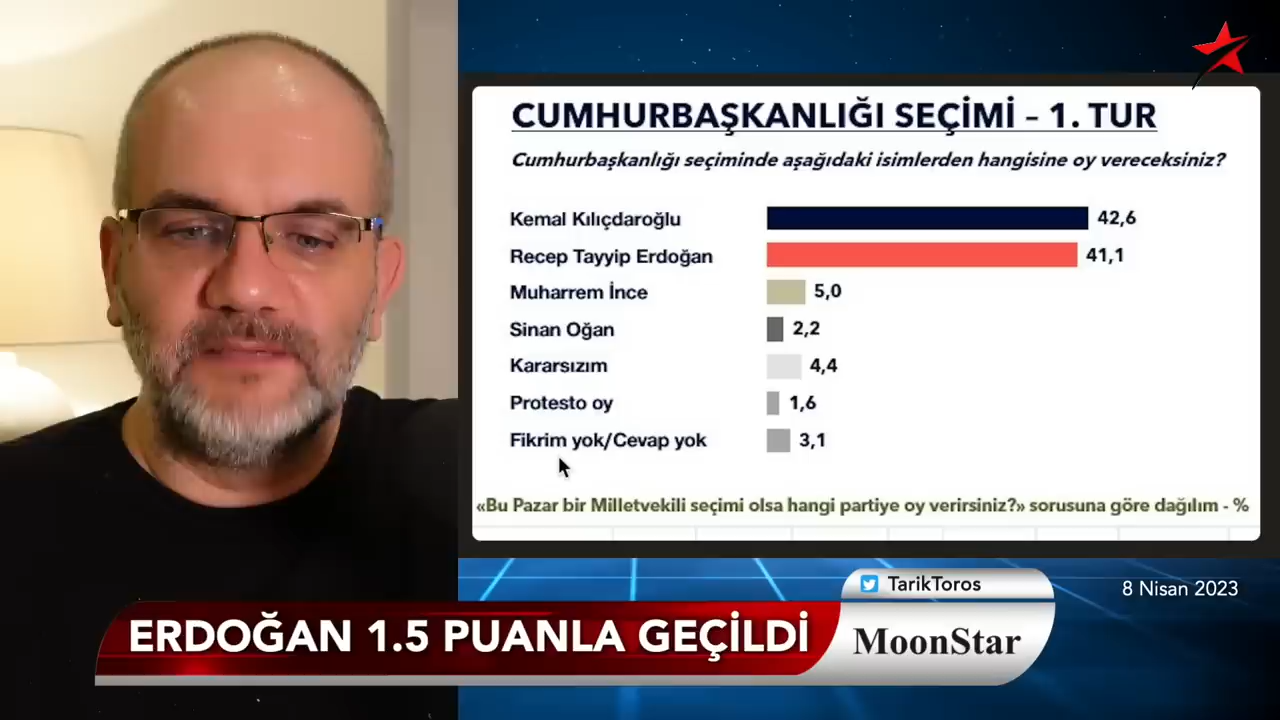 CUMHURBAŞKANLIĞI SEÇİMİ – 1. TUR
Cumhurbaşkanlığı seçiminde aşağıdaki isimlerden hangisine oy vereceksiniz?
Kemal Kılıçdaroğlu 42,6
Recep Tayyip Erdoğan 41,1
Muharrem İnce 5,0
Sinan Oğan 2,2
Kararsızım 4,4
Protesto oy 1,6
Fikrim yok/Cevap yok 3,1
«Bu Pazar bir Milletvekili seçimi olsa hangi partiye oy verirsiniz?» sorusuna göre dağılım - %
TarikToros
8 Nisan 2023
ERDOĞAN 1.5 PUANLA GEÇİLDİ
MoonStar